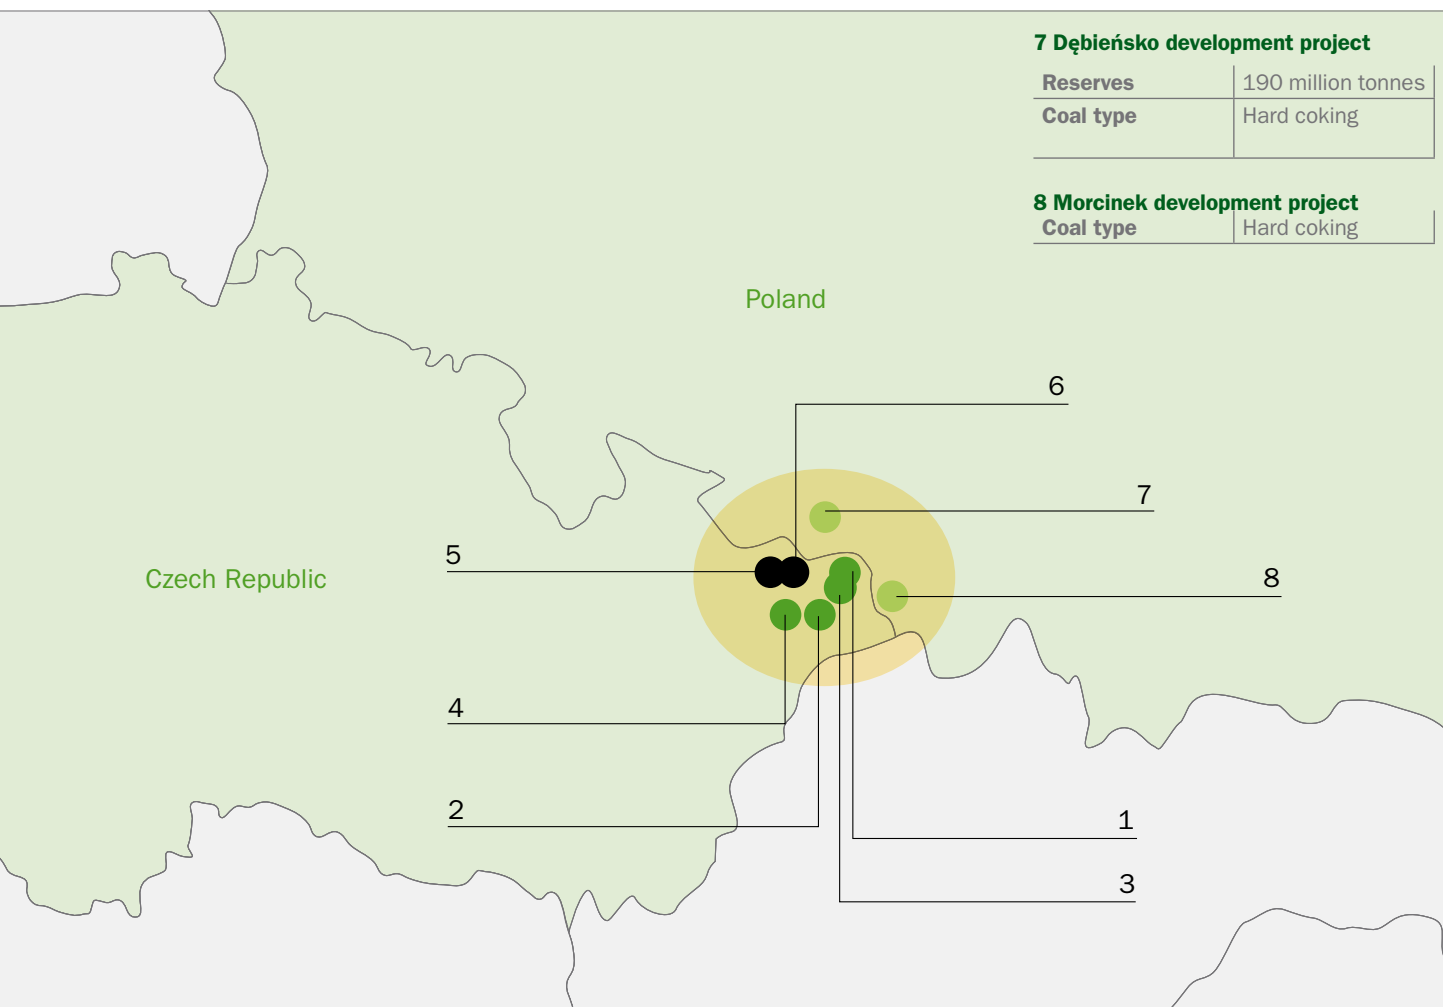 7 Dębieńsko development project
Reserves 190 million tonnes
Coal type Hard coking
8 Morcinek development project
Coal type Hard coking
Poland
6
7
5
Czech Republic
8
4
2
1
3